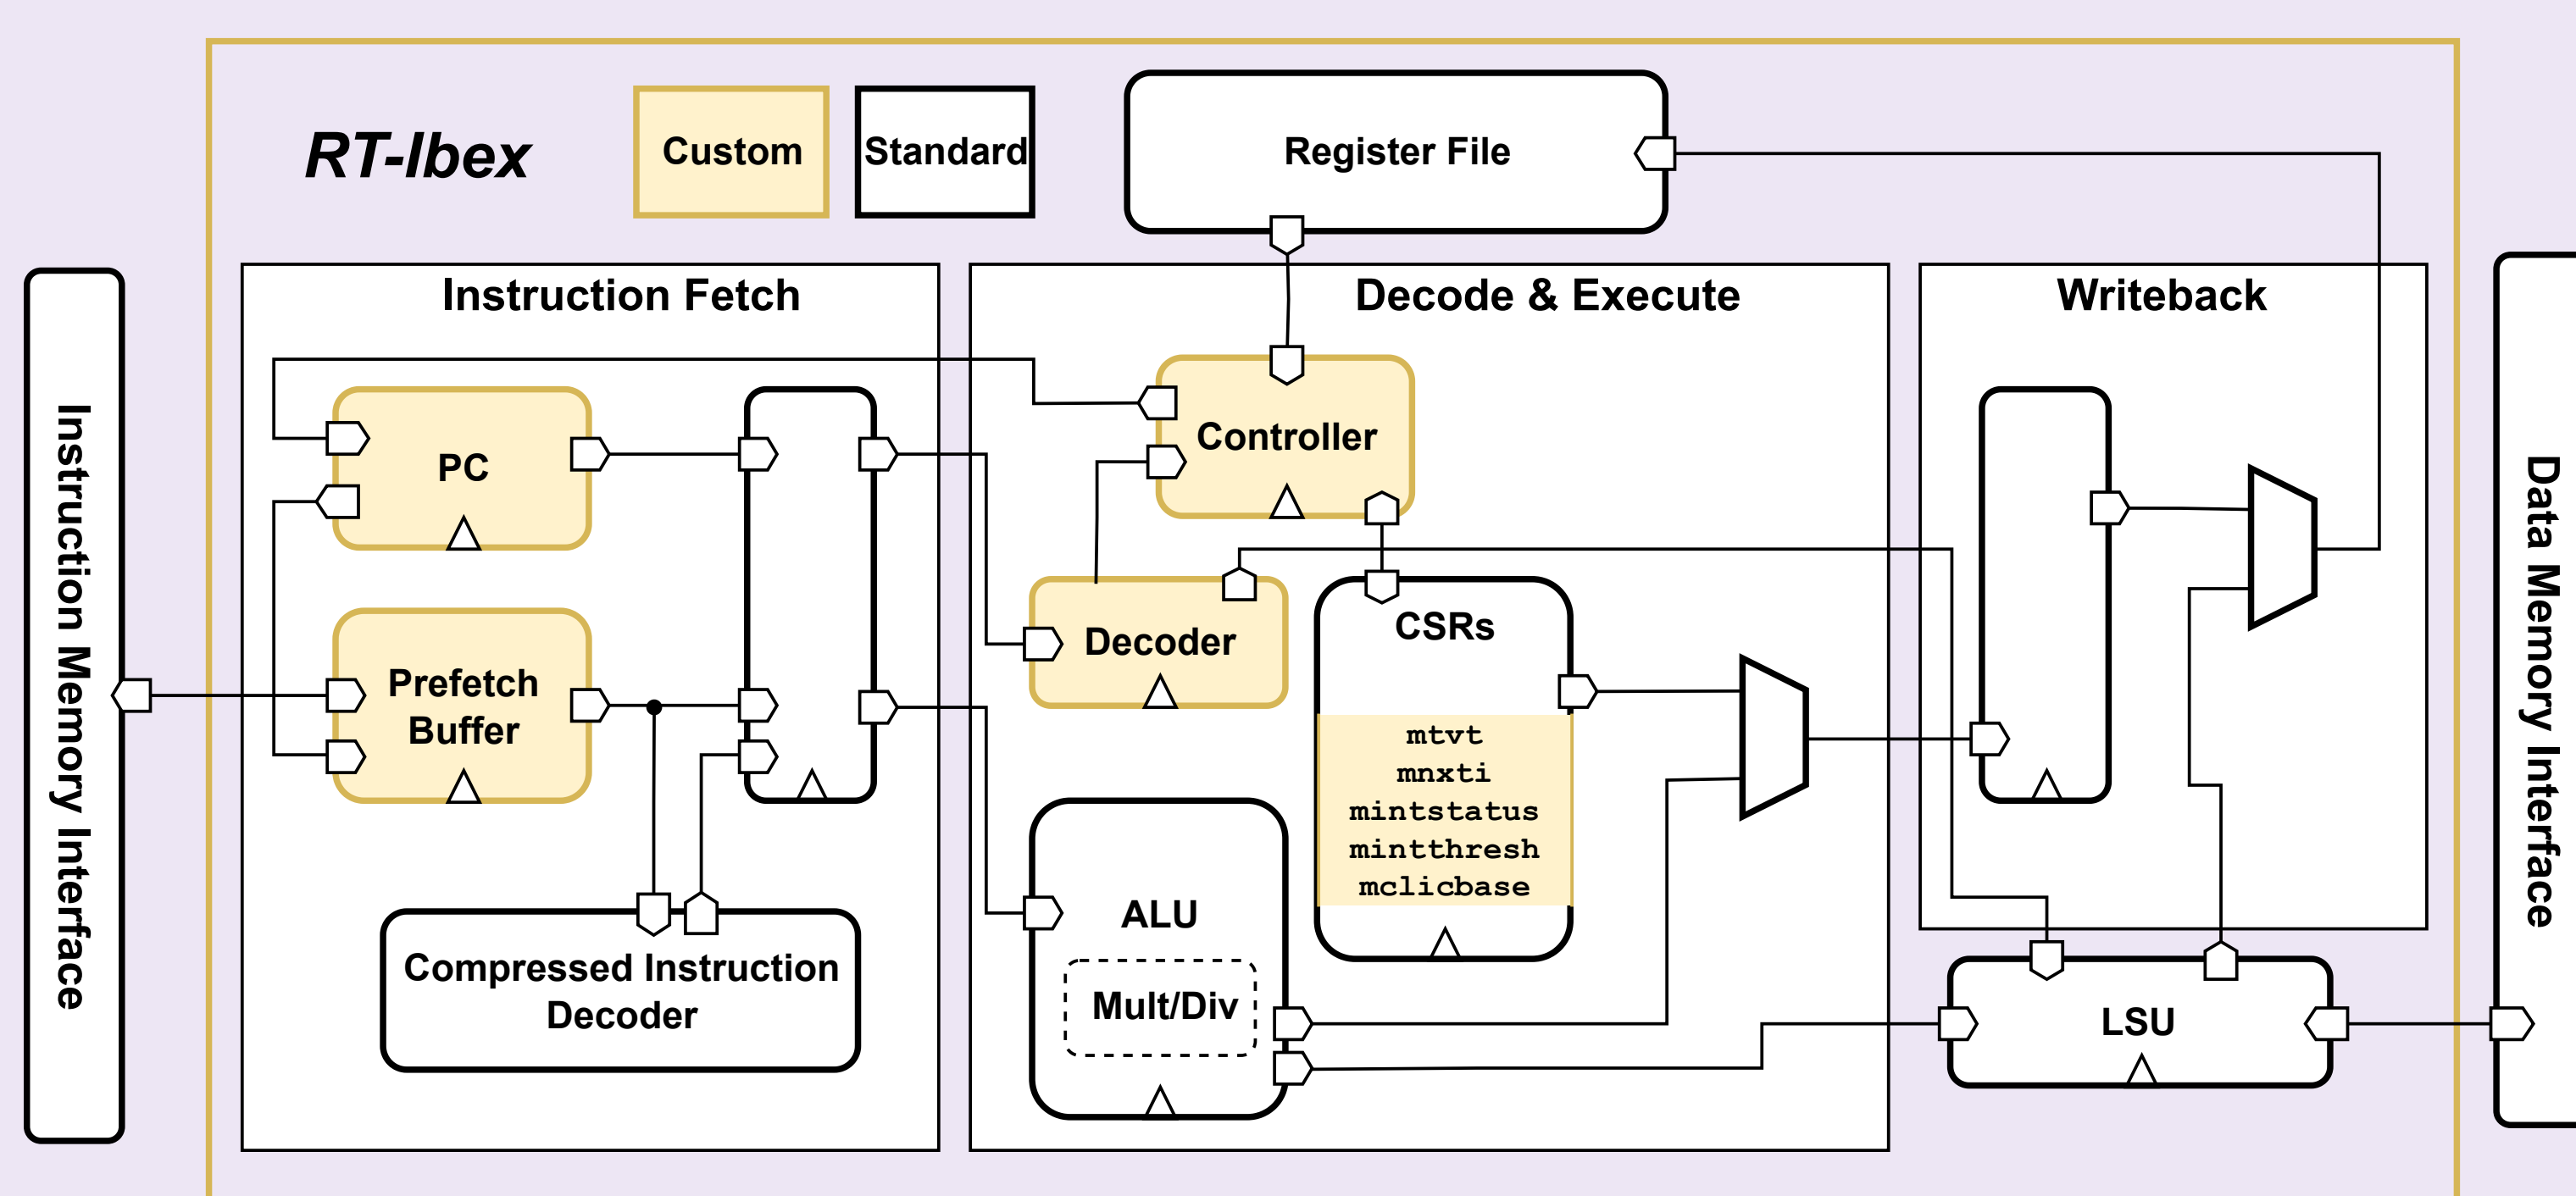 RT-Ibex
Custom
Standard
Register File
Instruction Memory Interface
Instruction Fetch
PC
Prefetch
Buffer
Compressed Instruction
Decoder
Decode & Execute
Controller
Decoder
CSRs
mtvt
mnxti
mintstatus
mintthresh
mclicbase
ALU
Mult/Div
Writeback
LSU
Data Memory Interface